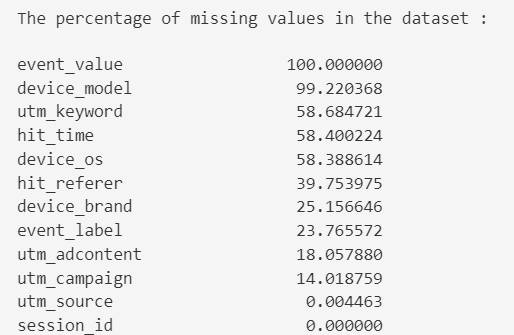 The percentage of missing values in the dataset :
event_value 100.000000
device_model 99.220368
utm_keyword 58.684721
hit_time 58.400224
device_os 58.388614
hit_referer 39.753975
device_brand 25.156646
event_label 23.765572
utm_adcontent 18.057880
utm_campaign 14.018759
utm_source 0.004463
session_id 0.000000